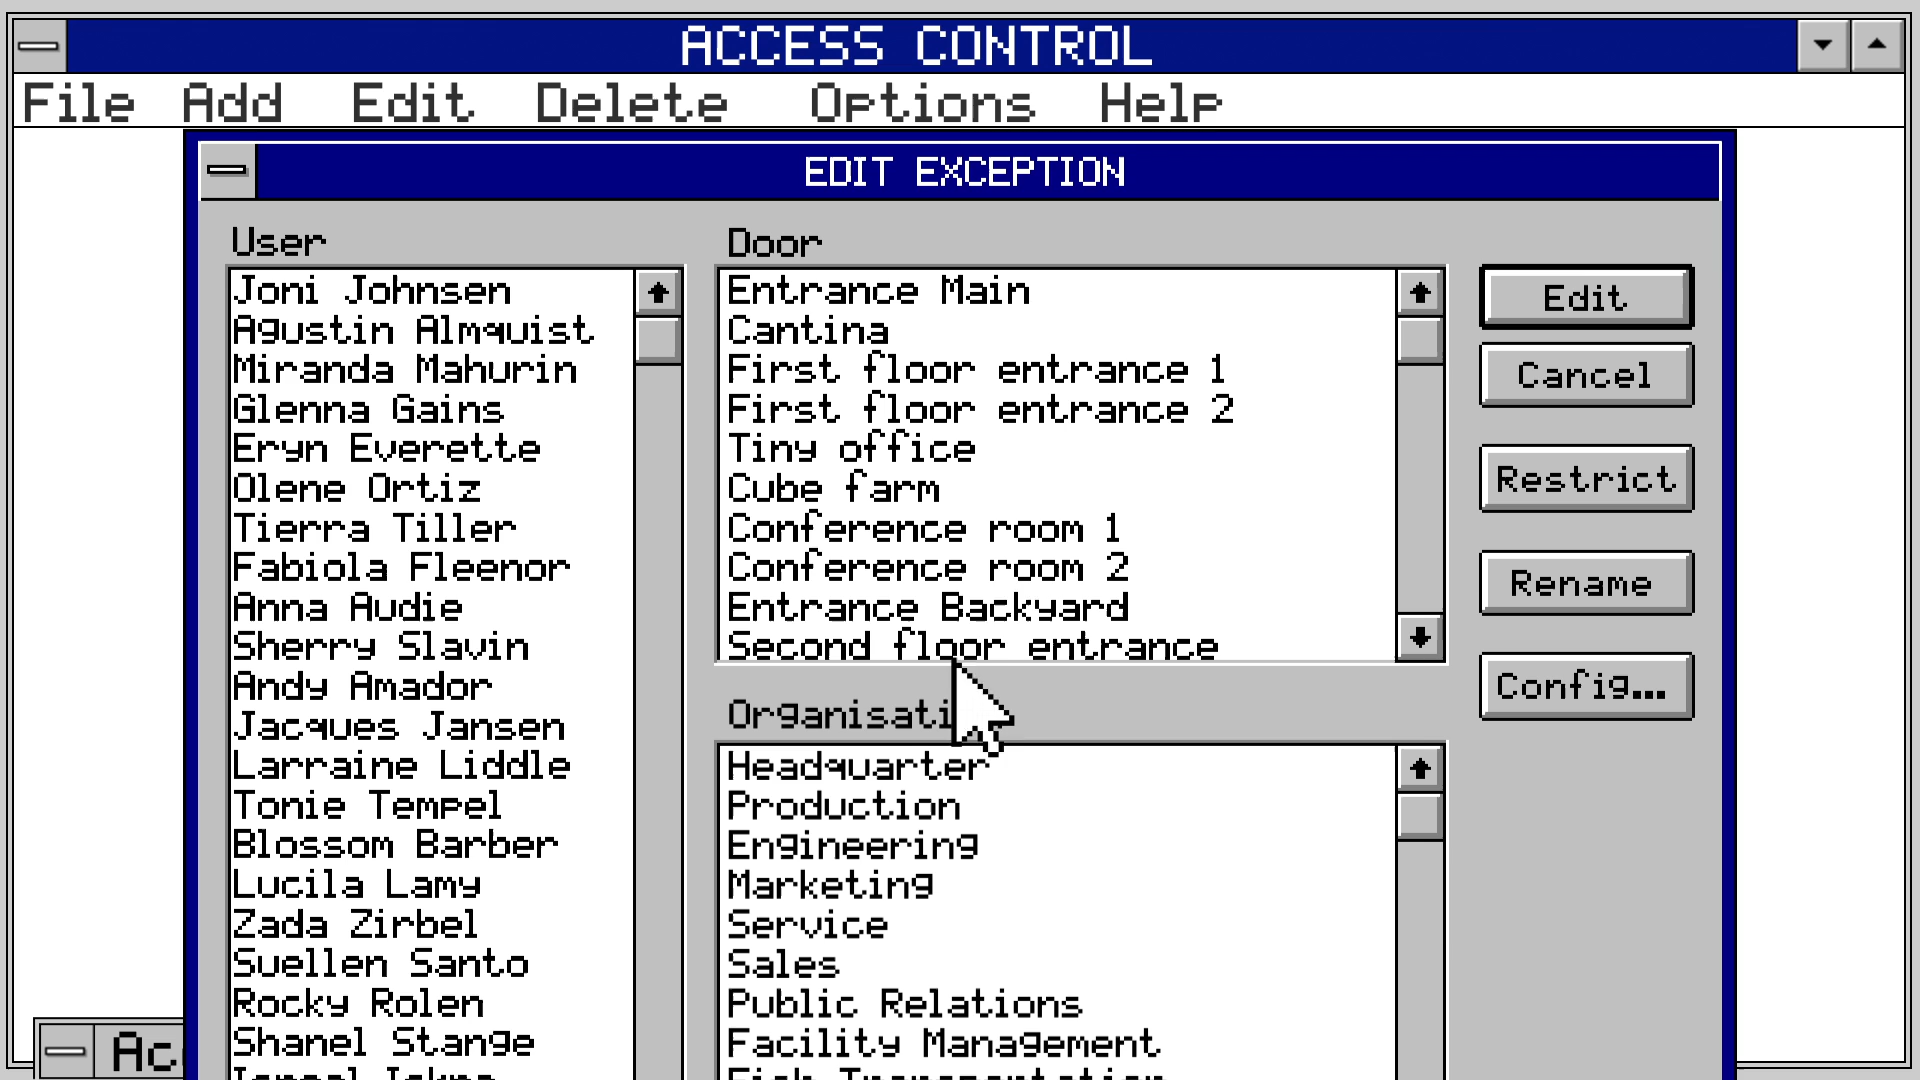 ACCESS CONTROL
File Add Edit Delete Options Help
EDIT EXCEPTION
User
Joni Johnsen
Agustin Almquist
Miranda Mahurin
Glenna Gains
Eryn Everette
Olene Ortiz
Tierra Tiller
Fabiola Fleenor
Anna Audie
Sherry Slavin
Andy Amador
Jacques Jansen
Larraine Liddle
Tonie Tempel
Blossom Barber
Lucila Lamy
Zada Zirbel
Suellen Santo
Rocky Rolen
Shanel Stange
Door
Entrance Main
Cantina
First floor entrance 1
First floor entrance 2
Tiny office
Cube farm
Conference room 1
Conference room 2
Entrance Backyard
Second floor entrance
Organisati
Headquarter
Production
Engineering
Marketing
Service
Sales
Public Relations
Facility Management
Edit
Cancel
Restrict
Rename
Config...
Ac